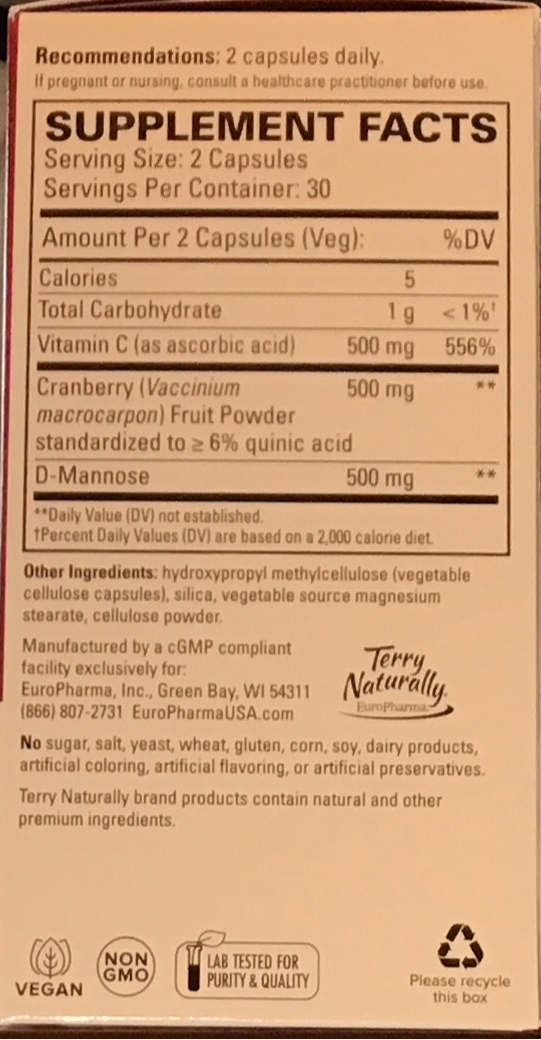 Recommendations: 2 capsules daily.
If pregnant or nursing, consult a healthcare practitioner before use.
SUPPLEMENT FACTS
Serving Size: 2 Capsules
Servings Per Container: 30
Amount Per 2 Capsules (Veg): %DV
Calories 5
Total Carbohydrate 1 g < 1%†
Vitamin C (as ascorbic acid) 500 mg 556%
Cranberry (Vaccinium 500 mg **
macrocarpon) Fruit Powder
standardized to ≥ 6% quinic acid
D-Mannose 500 mg **
**Daily Value (DV) not established.
†Percent Daily Values (DV) are based on a 2,000 calorie diet.
Other Ingredients: hydroxypropyl methylcellulose (vegetable
cellulose capsules), silica, vegetable source magnesium
stearate, cellulose powder.
Manufactured by a cGMP compliant
facility exclusively for:
EuroPharma, Inc., Green Bay, WI 54311
(866) 807-2731 EuroPharmaUSA.com
Terry
Naturally
EuroPharma
No sugar, salt, yeast, wheat, gluten, corn, soy, dairy products,
artificial coloring, artificial flavoring, or artificial preservatives.
Terry Naturally brand products contain natural and other
premium ingredients.
VEGAN
NON
GMO
LAB TESTED FOR
PURITY & QUALITY
Please recycle
this box